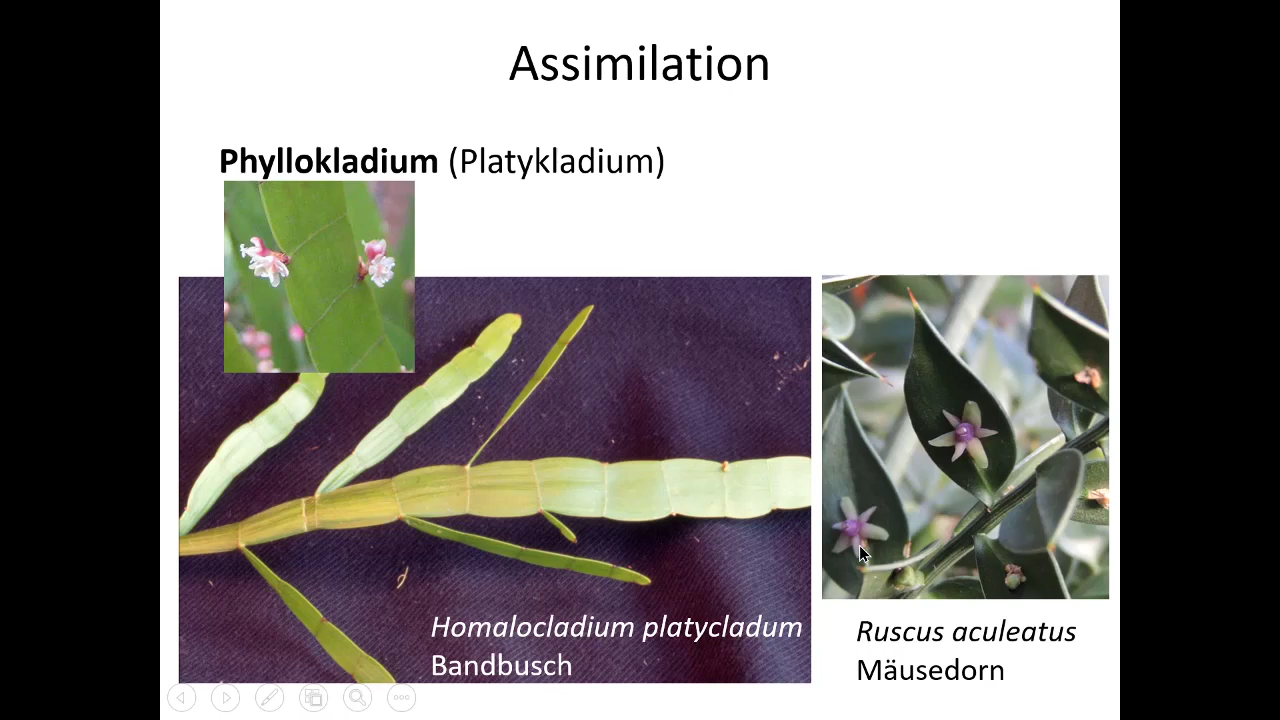 Assimilation
Phyllokladium (Platykladium)
Homalocladium platycladum
Bandbusch
Ruscus aculeatus
Mäusedorn